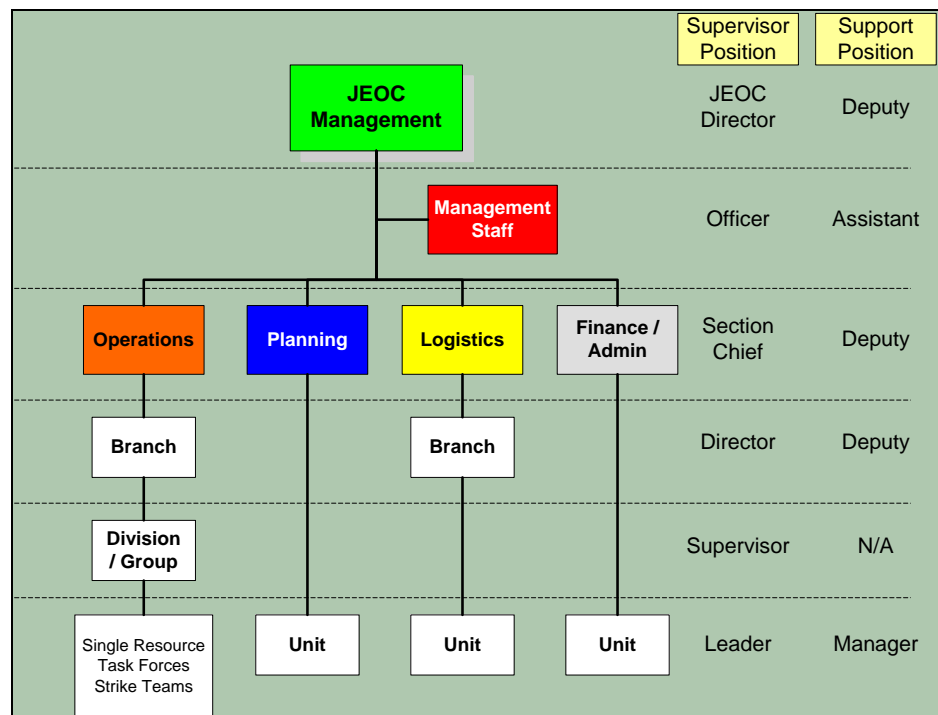 Supervisor
Position
Support
Position
JEOC
Management
JEOC
Director
Deputy
Management
Staff
Officer
Assistant
Operations
Planning
Logistics
Finance /
Admin
Section
Chief
Deputy
Branch
Branch
Director
Deputy
Division
/ Group
Supervisor
N/A
Single Resource
Task Forces
Strike Teams
Unit
Unit
Unit
Leader
Manager